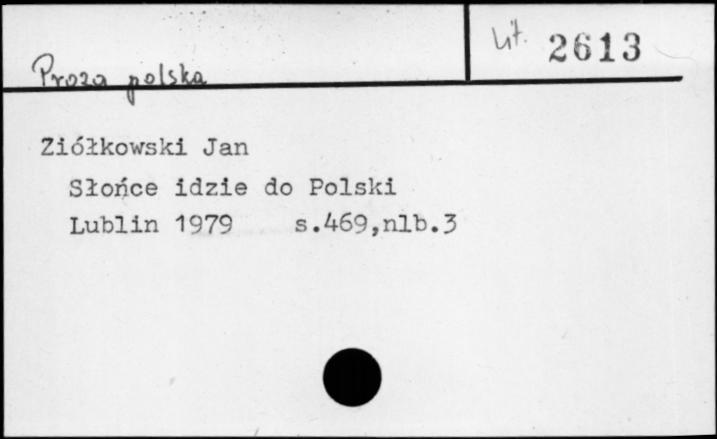 Proza polska
Lit. 2613
Ziółkowski Jan
Słońce idzie do Polski
Lublin 1979 s.469,nlb.3